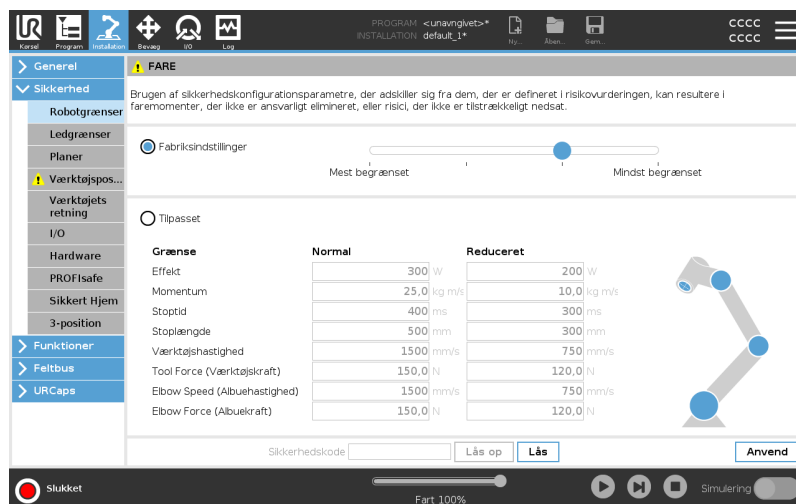 PROGRAM <unavngivet>*
INSTALLATION default_1*
CCCC
CCCC
Kørsel Program Installation Bevæg I/O Log Ny... Åben... Gem...
Generel
FARE
Sikkerhed
Brugen af sikkerhedskonfigurationsparametre, der adskiller sig fra dem, der er defineret i risikovurderingen, kan resultere i
faremomenter, der ikke er ansvarligt elimineret, eller risici, der ikke er tilstrækkeligt nedsat.
Robotgrænser
Ledgrænser
Planer
Værktøjspos...
Værktøjets
retning
I/O
Hardware
PROFIsafe
Sikkert Hjem
3-position
Funktioner
Feltbus
URCaps
Fabriksindstillinger
Mest begrænset Mindst begrænset
Tilpasset
Grænse Normal Reduceret
Effekt 300 W 200 W
Momentum 25,0 kg m/s 10,0 kg m/s
Stoptid 400 ms 300 ms
Stoplængde 500 mm 300 mm
Værktøjshastighed 1500 mm/s 750 mm/s
Tool Force (Værktøjskraft) 150,0 N 120,0 N
Elbow Speed (Albuehastighed) 1500 mm/s 750 mm/s
Elbow Force (Albuekraft) 150,0 N 120,0 N
Sikkerhedskode Lås op Lås Anvend
Slukket
Fart 100%
Simulering